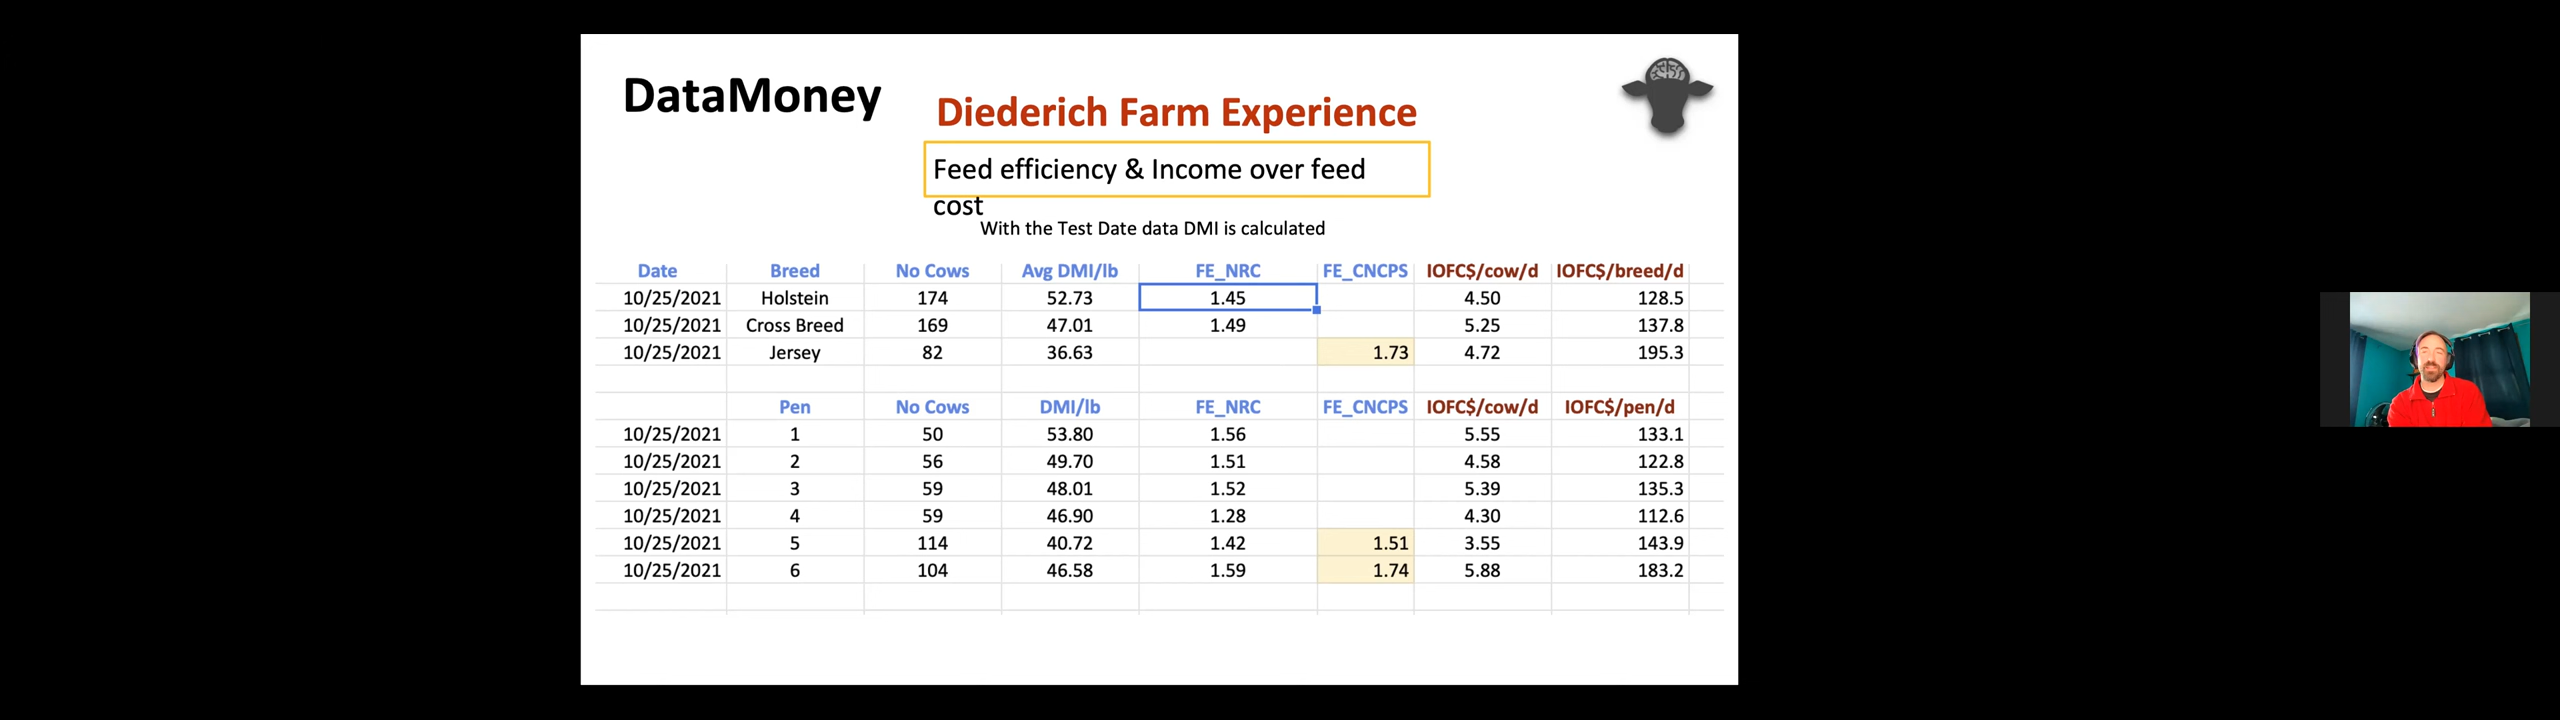 DataMoney
Diederich Farm Experience
Feed efficiency & Income over feed
cost
With the Test Date data DMI is calculated
Date Breed No Cows Avg DMI/lb FE_NRC FE_CNCPS IOFC$/cow/d IOFC$/breed/d
10/25/2021 Holstein 174 52.73 1.45 4.50 128.5
10/25/2021 Cross Breed 169 47.01 1.49 5.25 137.8
10/25/2021 Jersey 82 36.63 1.73 4.72 195.3
Pen No Cows DMI/lb FE_NRC FE_CNCPS IOFC$/cow/d IOFC$/pen/d
10/25/2021 1 50 53.80 1.56 5.55 133.1
10/25/2021 2 56 49.70 1.51 4.58 122.8
10/25/2021 3 59 48.01 1.52 5.39 135.3
10/25/2021 4 59 46.90 1.28 4.30 112.6
10/25/2021 5 114 40.72 1.42 1.51 3.55 143.9
10/25/2021 6 104 46.58 1.59 1.74 5.88 183.2